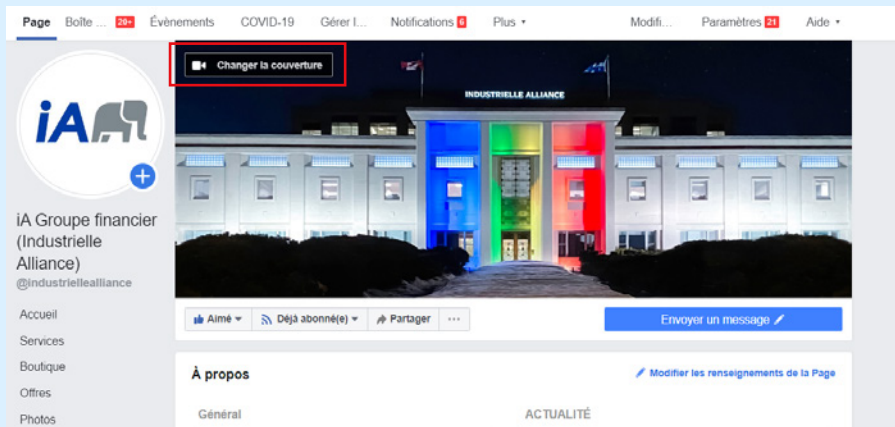 Page Boîte ... 20+ Évènements COVID-19 Gérer l... Notifications 6 Plus Modifi... Paramètres 21 Aide
Changer la couverture
INDUSTRIELLE ALLIANCE
iA
iA Groupe financier
(Industrielle
Alliance)
@industriellealliance
Accueil
Services
Boutique
Offres
Photos
Aimé Déjà abonné(e) Partager ...
Envoyer un message
À propos
Modifier les renseignements de la Page
Général
ACTUALITÉ